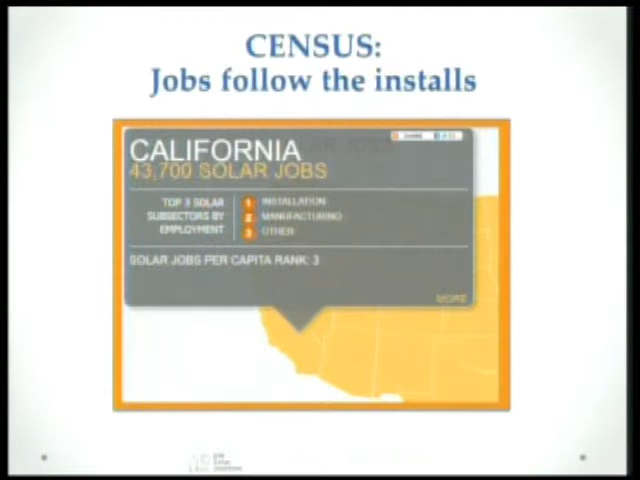 CENSUS:
Jobs follow the installs
CALIFORNIA
43,700 SOLAR JOBS
TOP 3 SOLAR
SUBSECTORS BY
EMPLOYMENT
1 INSTALLATION
2 MANUFACTURING
3 OTHER
SOLAR JOBS PER CAPITA RANK: 3
MORE